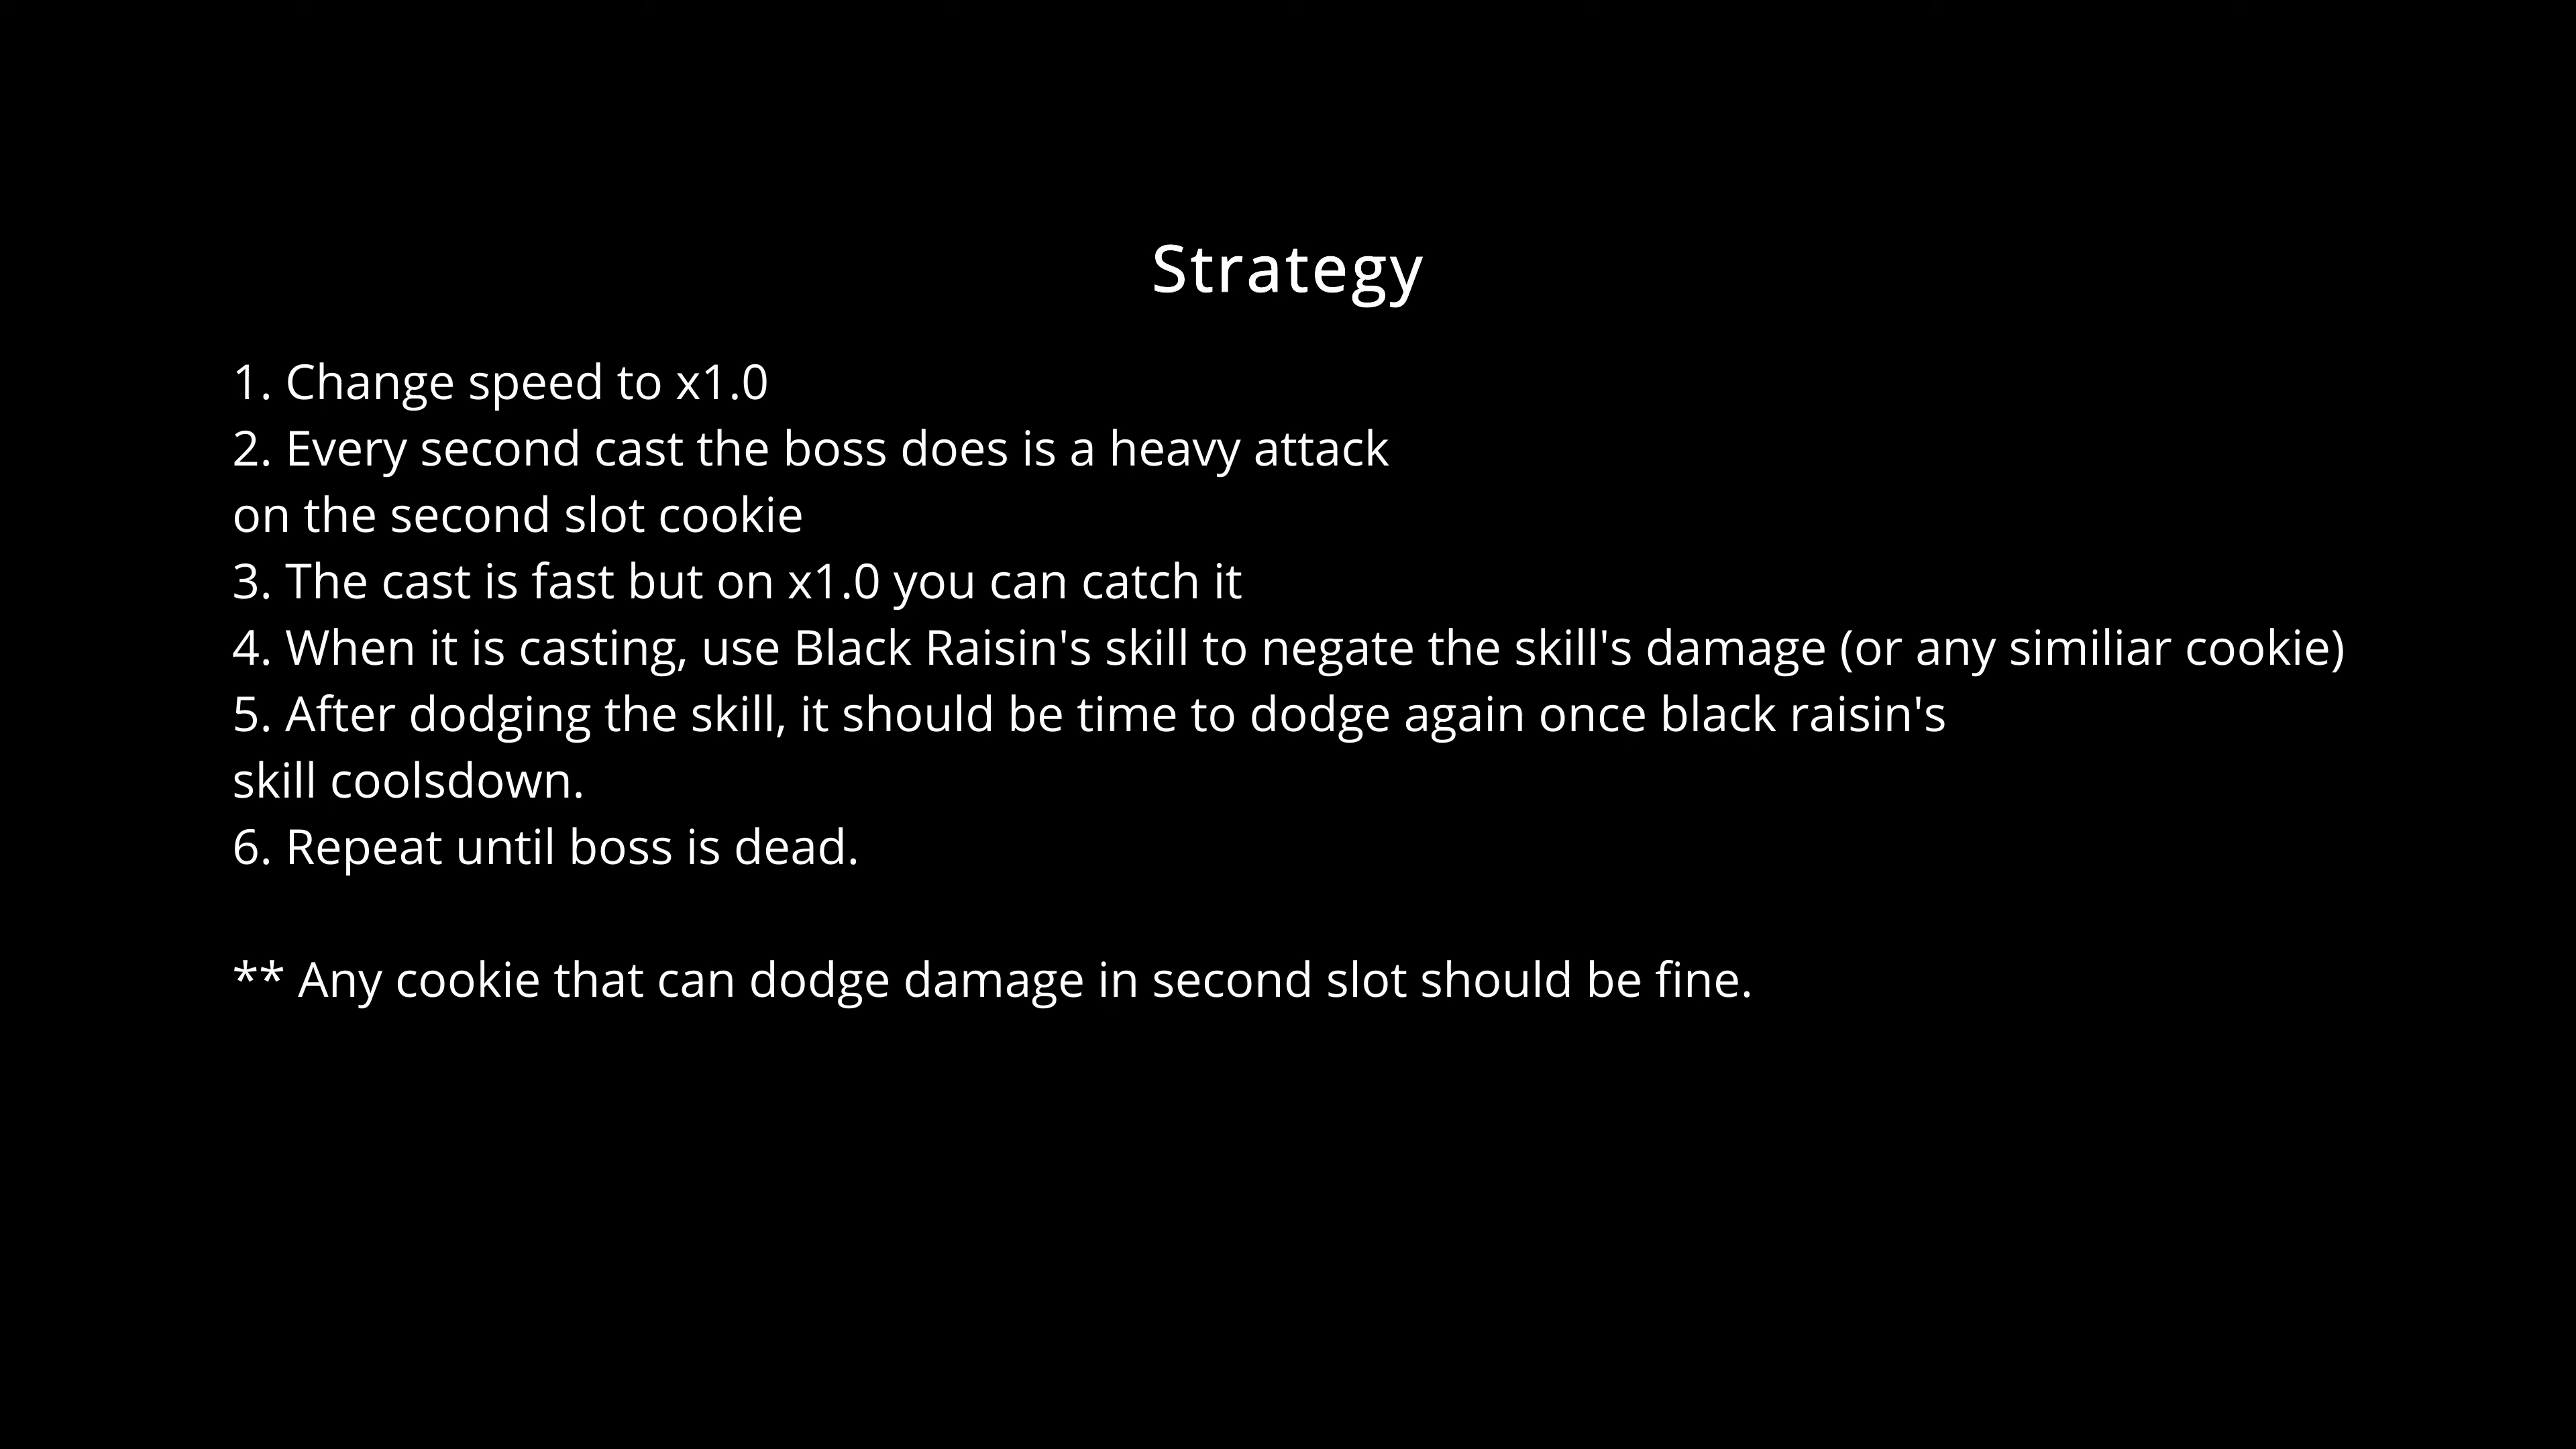 Strategy
1. Change speed to x1.0
2. Every second cast the boss does is a heavy attack
on the second slot cookie
3. The cast is fast but on x1.0 you can catch it
4. When it is casting, use Black Raisin's skill to negate the skill's damage (or any similiar cookie)
5. After dodging the skill, it should be time to dodge again once black raisin's
skill coolsdown.
6. Repeat until boss is dead.
** Any cookie that can dodge damage in second slot should be fine.